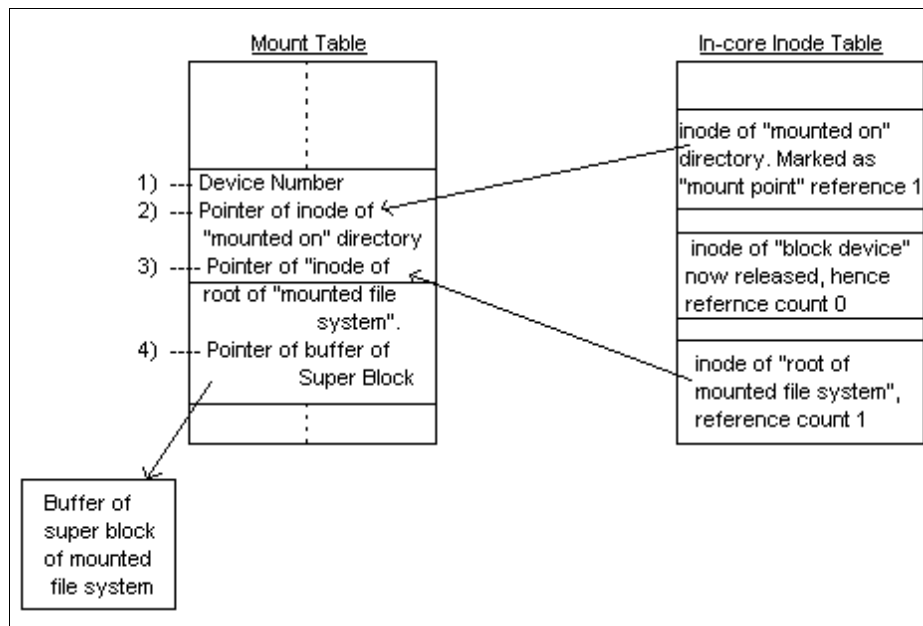 Mount Table
1) --- Device Number
2) --- Pointer of inode of
"mounted on" directory
3) --- Pointer of "inode of
root of "mounted file
system".
4) --- Pointer of buffer of
Super Block
Buffer of
super block
of mounted
file system
In-core Inode Table
inode of "mounted on"
directory. Marked as
"mount point" reference 1
inode of "block device"
now released, hence
refernce count 0
inode of "root of
mounted file system",
reference count 1